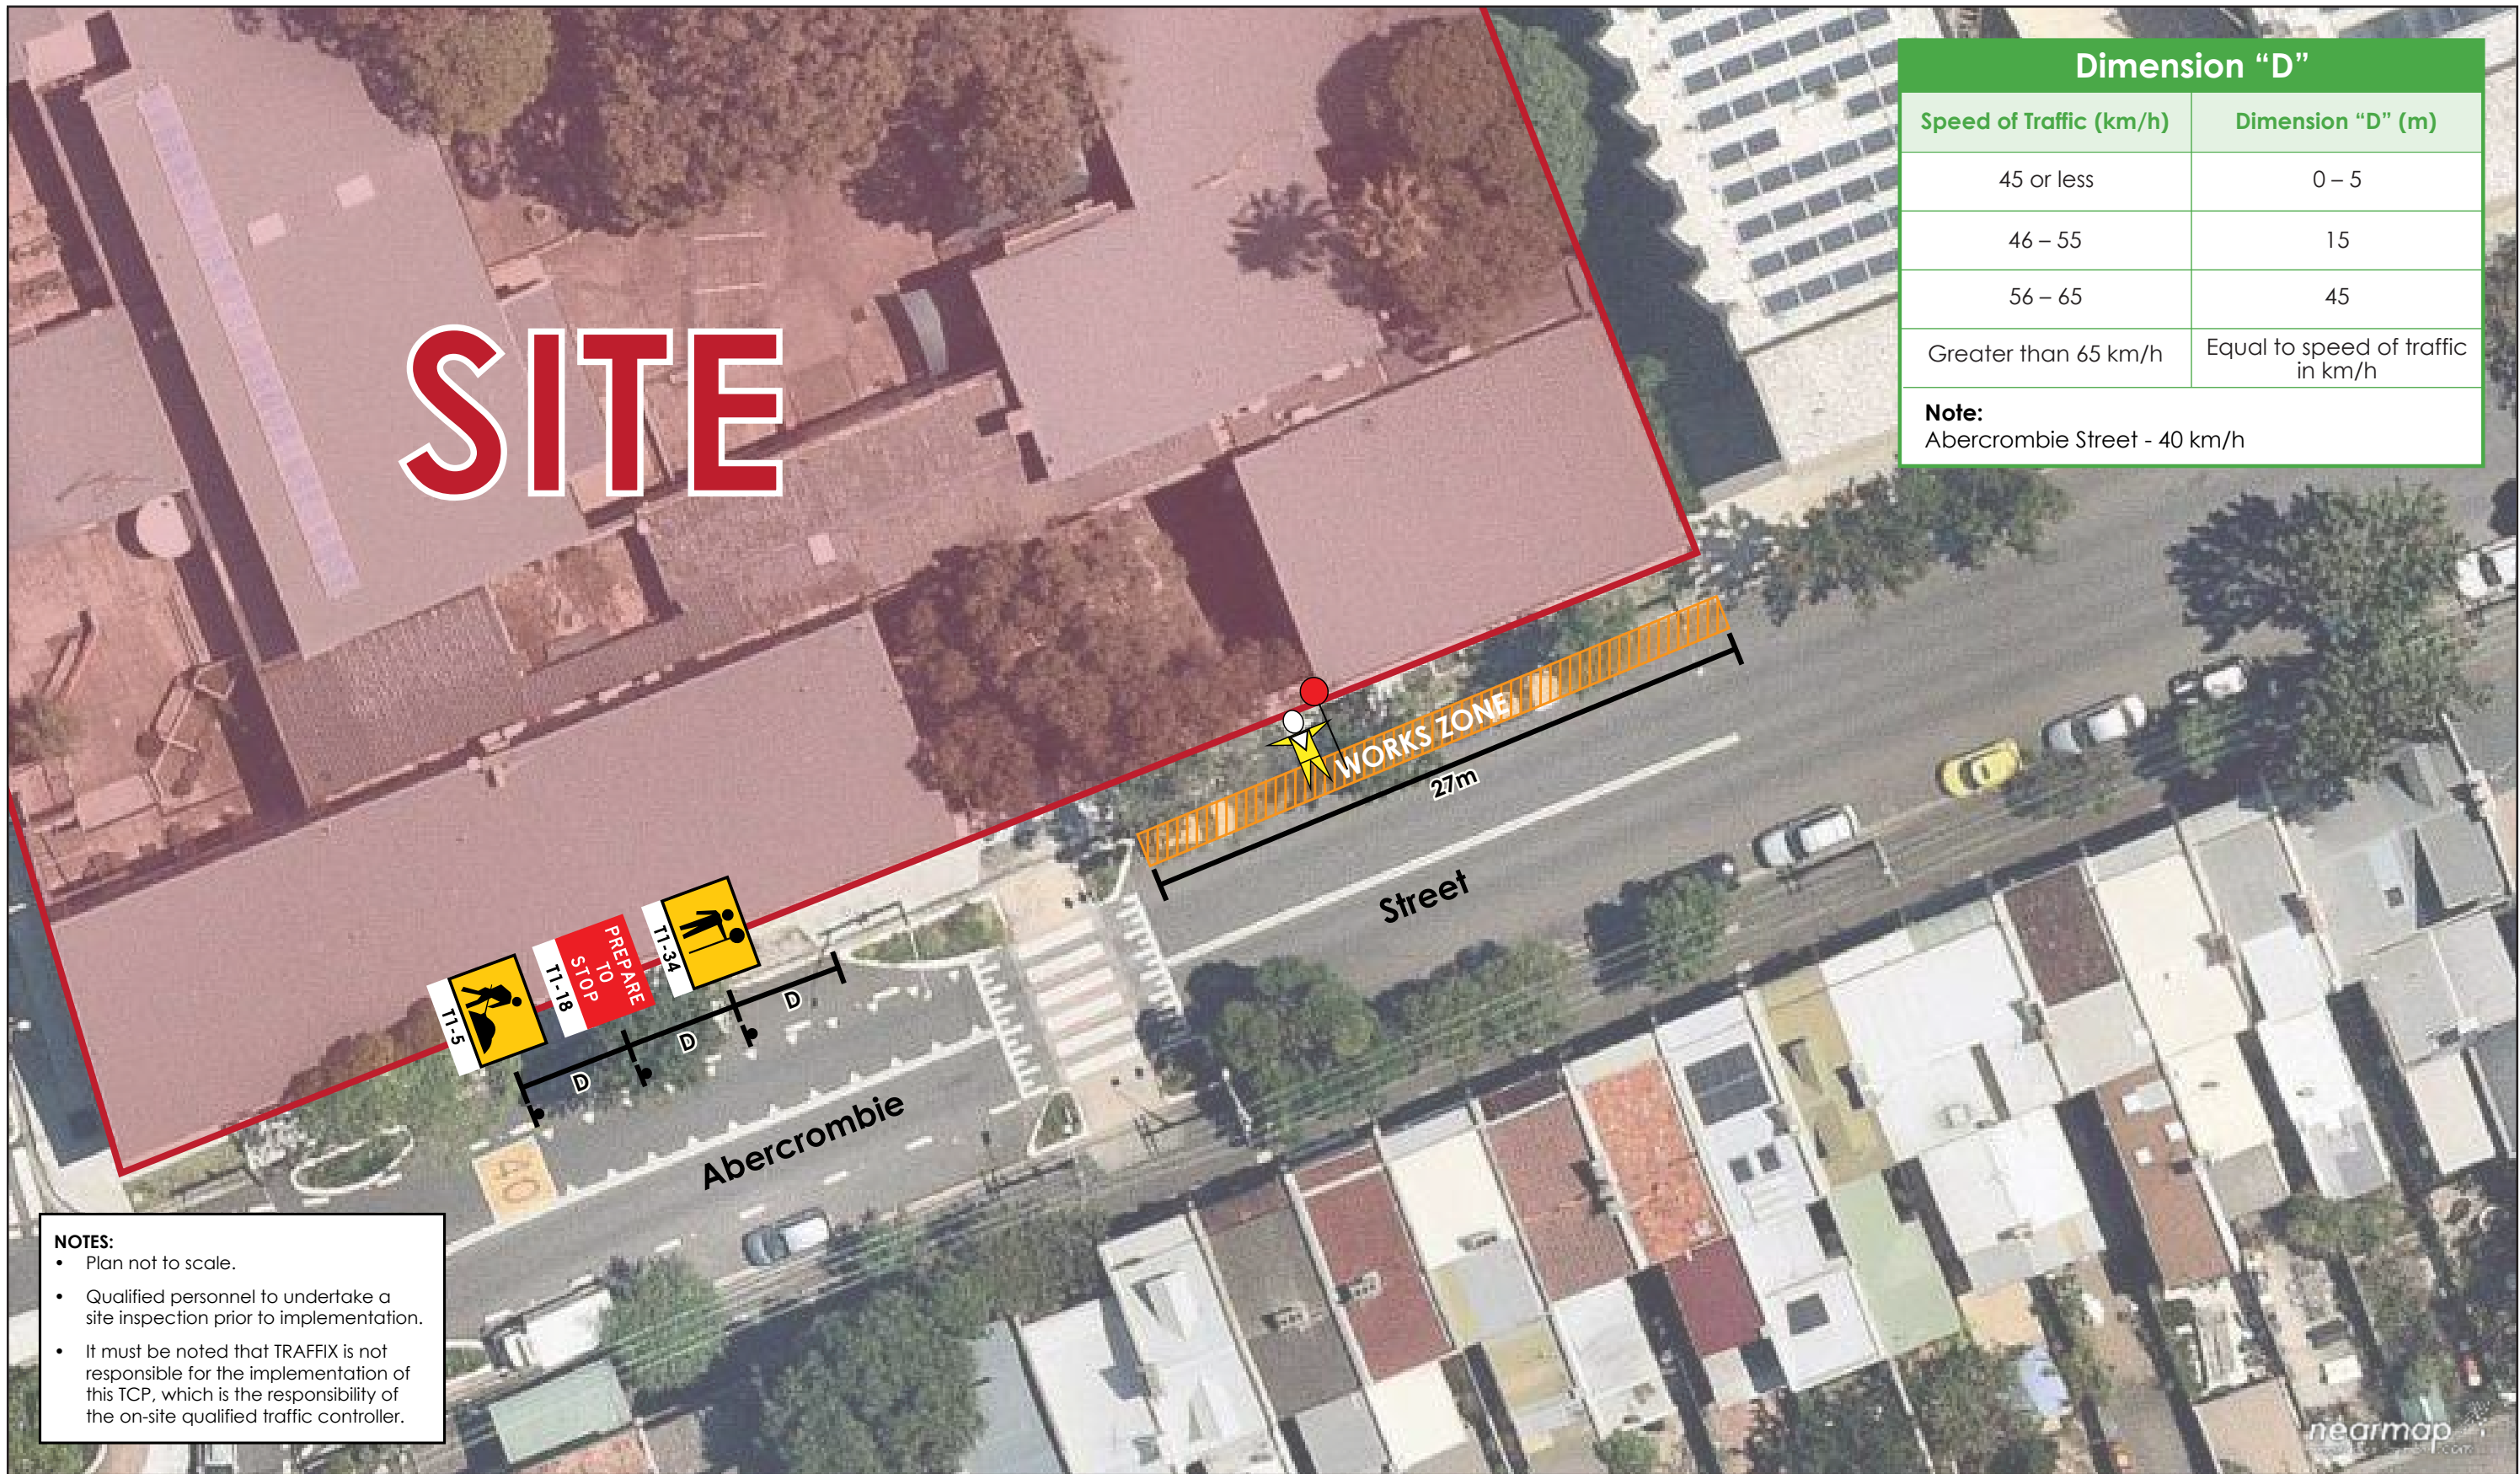 Dimension “D”
Speed of Traffic (km/h)
Dimension “D” (m)
45 or less
0 – 5
46 – 55
15
56 – 65
45
Greater than 65 km/h
Equal to speed of traffic
in km/h
Note:
Abercrombie Street - 40 km/h
SITE
WORKS ZONE
27m
Street
T1-34
PREPARE
TO
STOP
T1-18
T1-5
D
D
D
Abercrombie
40
NOTES:
• Plan not to scale.
• Qualified personnel to undertake a
site inspection prior to implementation.
• It must be noted that TRAFFIX is not
responsible for the implementation of
this TCP, which is the responsibility of
the on-site qualified traffic controller.
nearmap